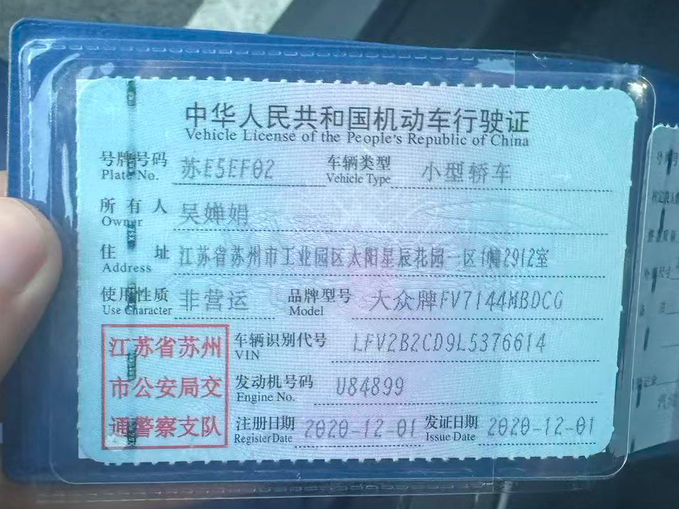 中华人民共和国机动车行驶证
Vehicle License of the People's Republic of China
号牌号码 苏E5EF02 车辆类型 小型轿车
Plate No. Vehicle Type
所有人 吴婵娟
Owner
住址 江苏省苏州市工业园区太阳星辰花园一区1幢2912室
Address
使用性质 非营运 品牌型号 大众牌FV7144MBDCG
Use Character Model
江苏省苏州 车辆识别代号 LFV2B2CD9L5376614
VIN
市公安局交 发动机号码 U84899
Engine No.
通警察支队 注册日期 2020-12-01 发证日期 2020-12-01
Register Date Issue Date